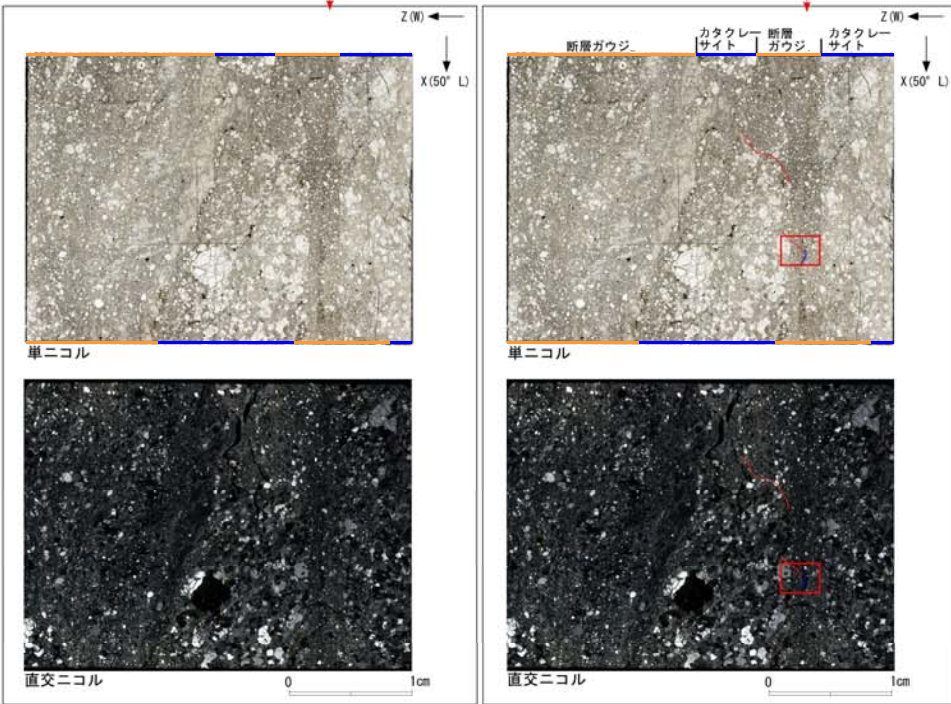 Z(W)
X(50° L)
単ニコル
直交ニコル
0 1cm
Z(W)
X(50° L)
断層ガウジ
カタクレー
サイト
断層
ガウジ
カタクレー
サイト
単ニコル
直交ニコル
0 1cm